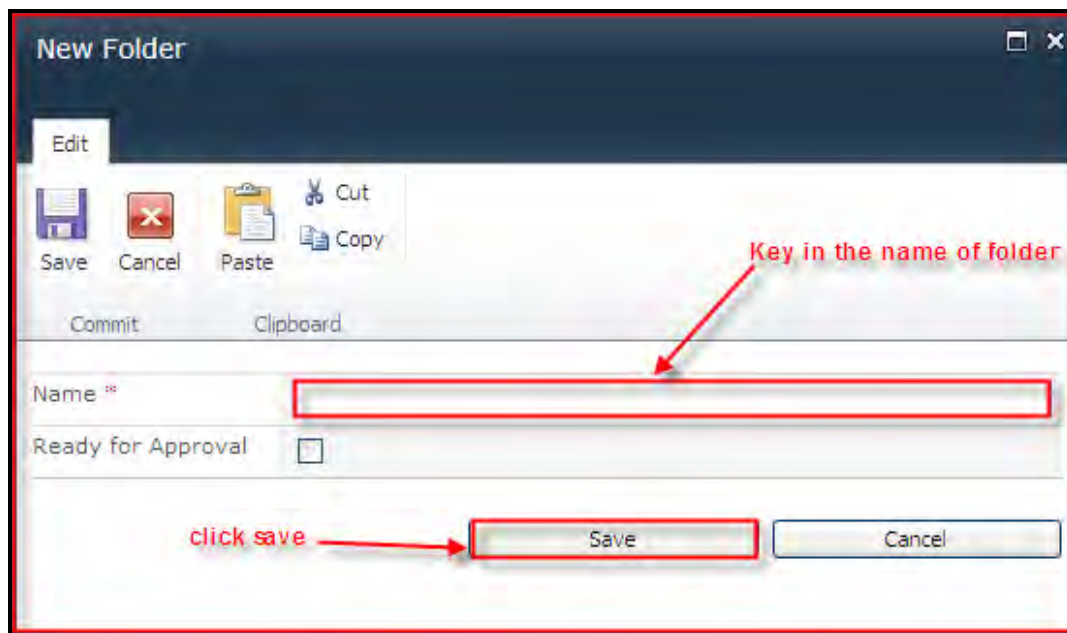 New Folder
Edit
Cut
Copy
Save Cancel Paste
Key in the name of folder
Commit Clipboard
Name *
Ready for Approval
click save Save Cancel